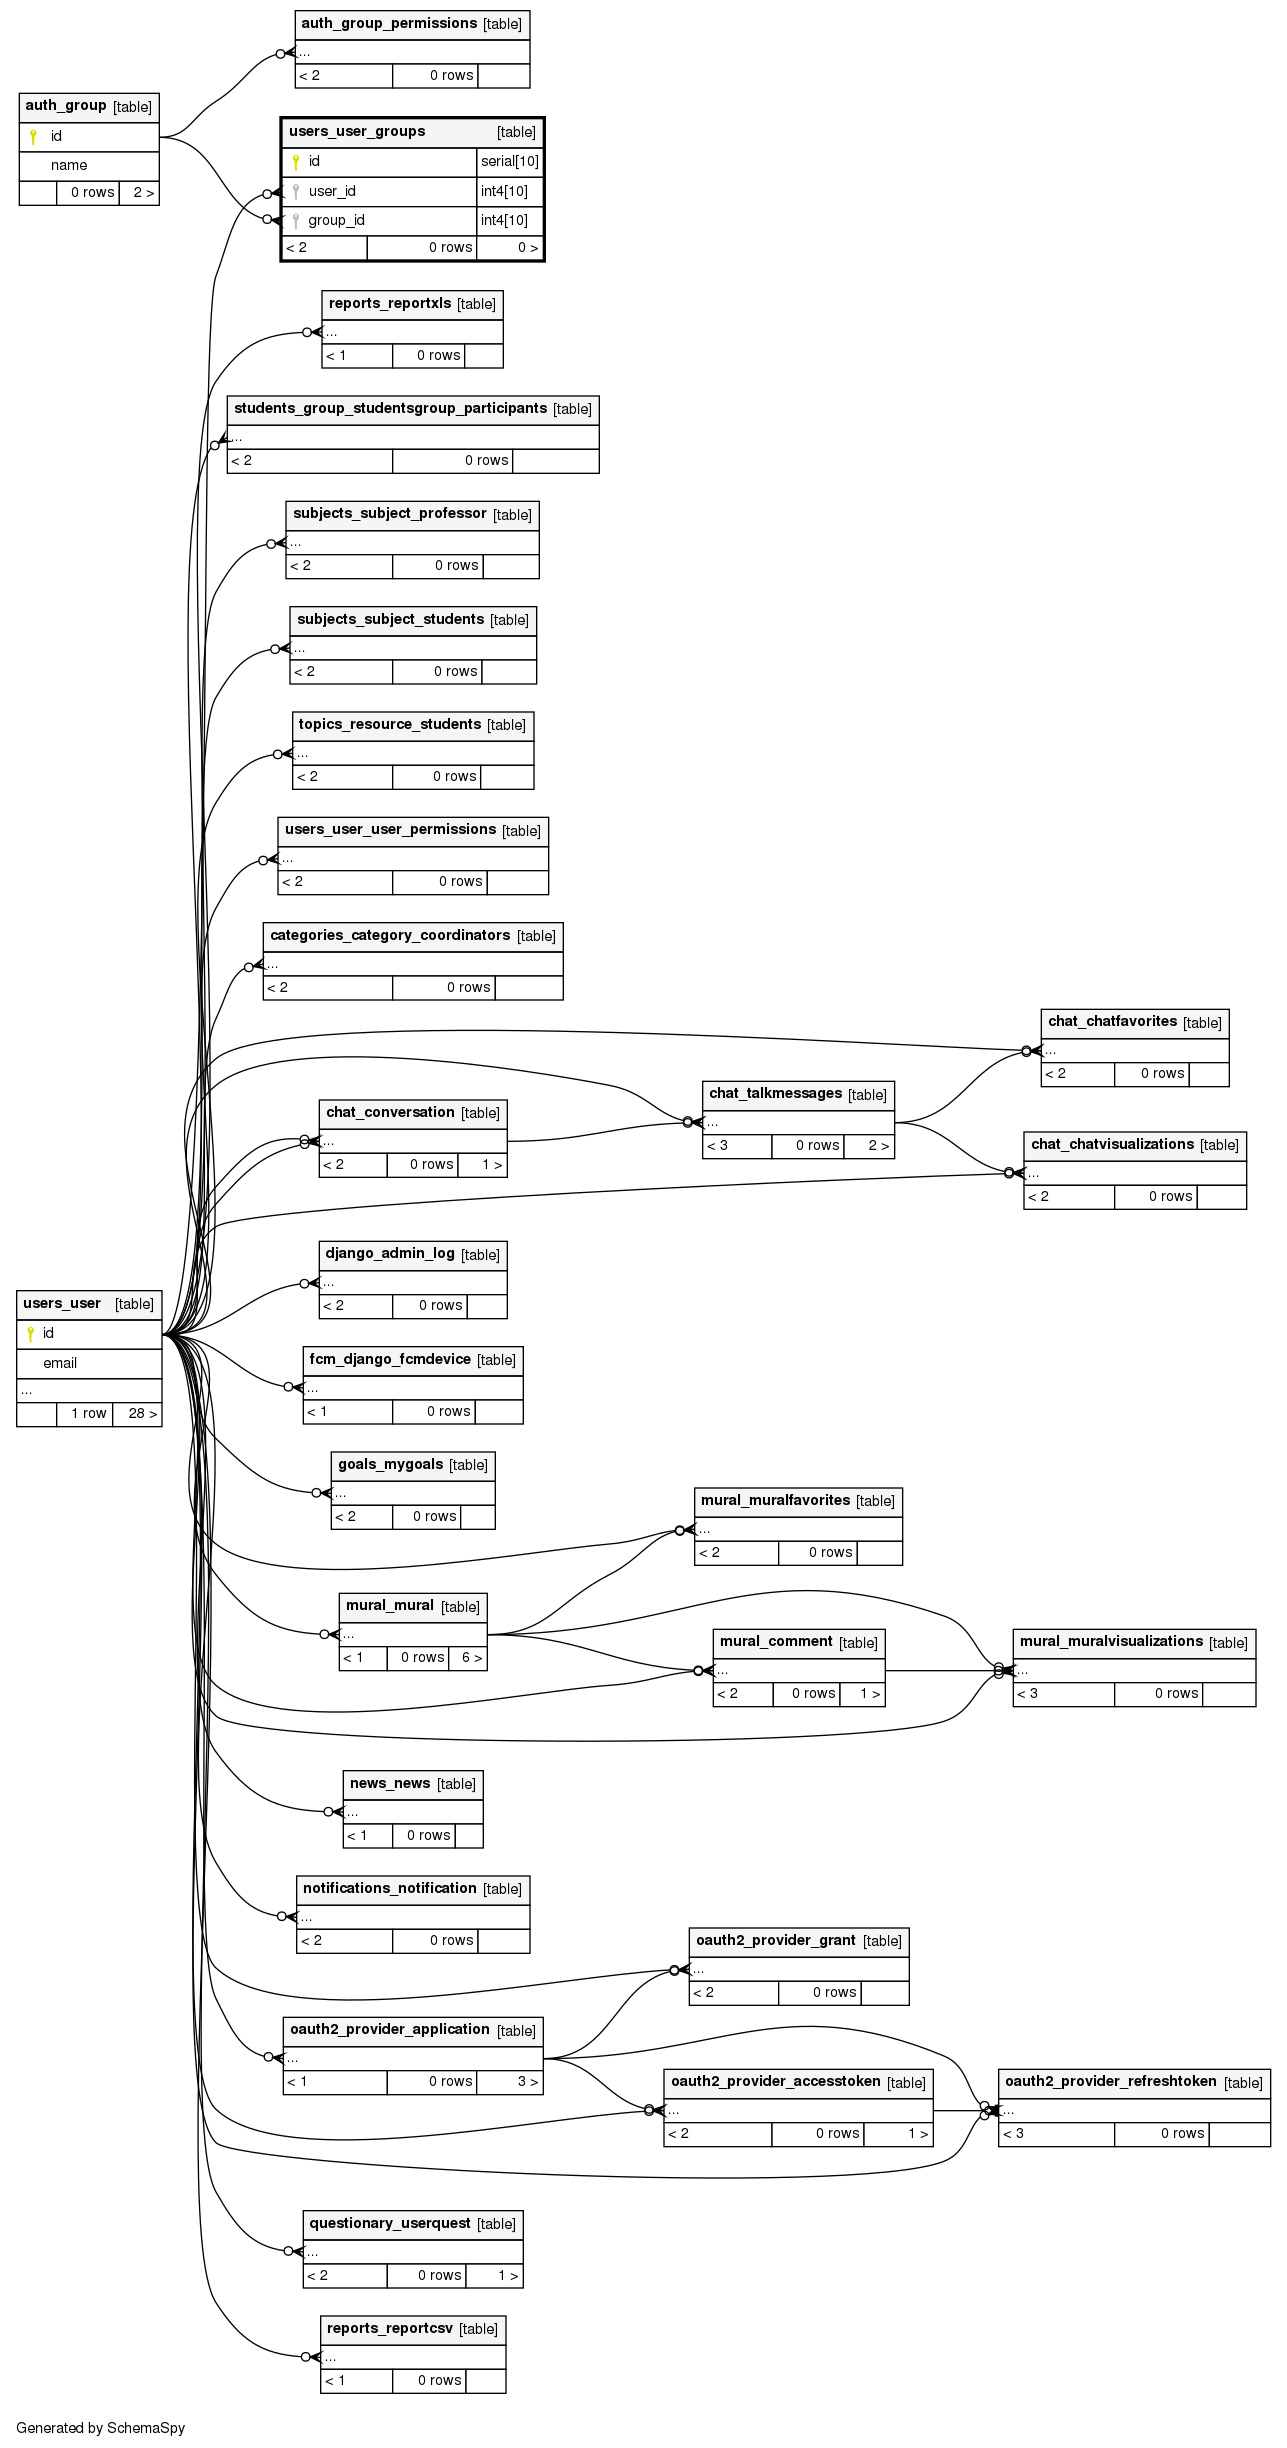 auth_group_permissions [table]
...
< 2 0 rows
auth_group [table]
id
name
0 rows 2 >
users_user_groups [table]
id serial[10]
user_id int4[10]
group_id int4[10]
< 2 0 rows 0 >
reports_reportxls [table]
...
< 1 0 rows
students_group_studentsgroup_participants [table]
...
< 2 0 rows
subjects_subject_professor [table]
...
< 2 0 rows
subjects_subject_students [table]
...
< 2 0 rows
topics_resource_students [table]
...
< 2 0 rows
users_user_user_permissions [table]
...
< 2 0 rows
categories_category_coordinators [table]
...
< 2 0 rows
chat_chatfavorites [table]
...
< 2 0 rows
chat_talkmessages [table]
...
< 3 0 rows 2 >
chat_conversation [table]
...
< 2 0 rows 1 >
chat_chatvisualizations [table]
...
< 2 0 rows
django_admin_log [table]
...
< 2 0 rows
users_user [table]
id
email
...
1 row 28 >
fcm_django_fcmdevice [table]
...
< 1 0 rows
goals_mygoals [table]
...
< 2 0 rows
mural_muralfavorites [table]
...
< 2 0 rows
mural_mural [table]
...
< 1 0 rows 6 >
mural_comment [table]
...
< 2 0 rows 1 >
mural_muralvisualizations [table]
...
< 3 0 rows
news_news [table]
...
< 1 0 rows
notifications_notification [table]
...
< 2 0 rows
oauth2_provider_grant [table]
...
< 2 0 rows
oauth2_provider_application [table]
...
< 1 0 rows 3 >
oauth2_provider_accesstoken [table]
...
< 2 0 rows 1 >
oauth2_provider_refreshtoken [table]
...
< 3 0 rows
questionary_userquest [table]
...
< 2 0 rows 1 >
reports_reportcsv [table]
...
< 1 0 rows
Generated by SchemaSpy